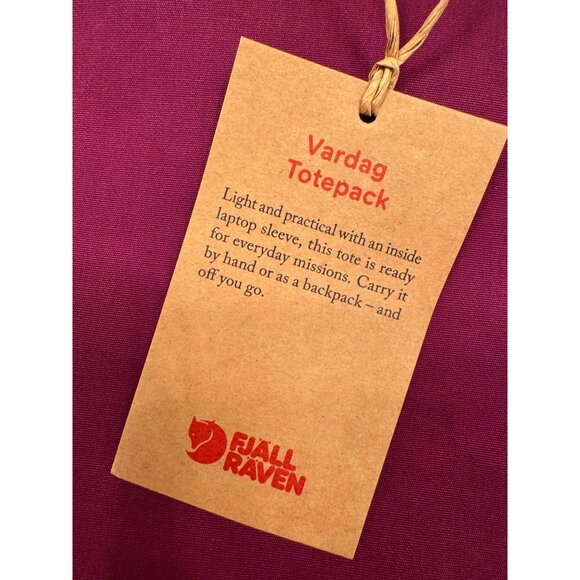 Vardag
Totepack
Light and practical with an inside
laptop sleeve, this tote is ready
for everyday missions. Carry it
by hand or as a backpack – and
off you go.
FJÄLL
RÄVEN